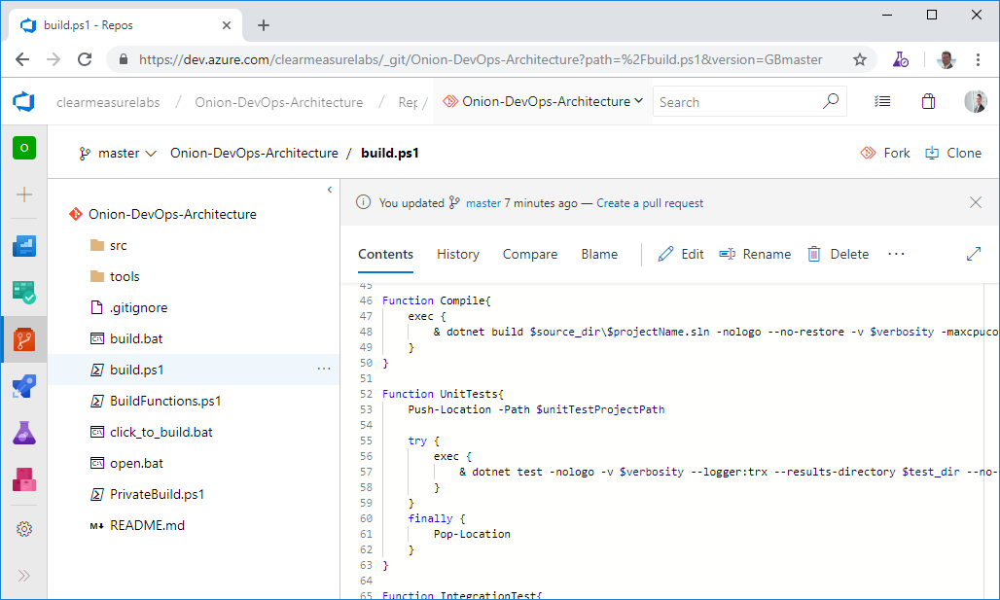 build.ps1 - Repos
https://dev.azure.com/clearmeasurelabs/_git/Onion-DevOps-Architecture?path=%2Fbuild.ps1&version=GBmaster
clearmeasurelabs / Onion-DevOps-Architecture / Rep / Onion-DevOps-Architecture Search
O
master Onion-DevOps-Architecture / build.ps1 Fork Clone
Onion-DevOps-Architecture
src
tools
.gitignore
build.bat
build.ps1 ...
BuildFunctions.ps1
click_to_build.bat
open.bat
PrivateBuild.ps1
M↓ README.md
You updated master 7 minutes ago — Create a pull request
Contents History Compare Blame Edit Rename Delete ...
45
46 Function Compile{
47 exec {
48 & dotnet build $source_dir\$projectName.sln -nologo --no-restore -v $verbosity -maxcpuco
49 }
50 }
51
52 Function UnitTests{
53 Push-Location -Path $unitTestProjectPath
54
55 try {
56 exec {
57 & dotnet test -nologo -v $verbosity --logger:trx --results-directory $test_dir --no-
58 }
59 }
60 finally {
61 Pop-Location
62 }
63 }
64
65 Function IntegrationTest{